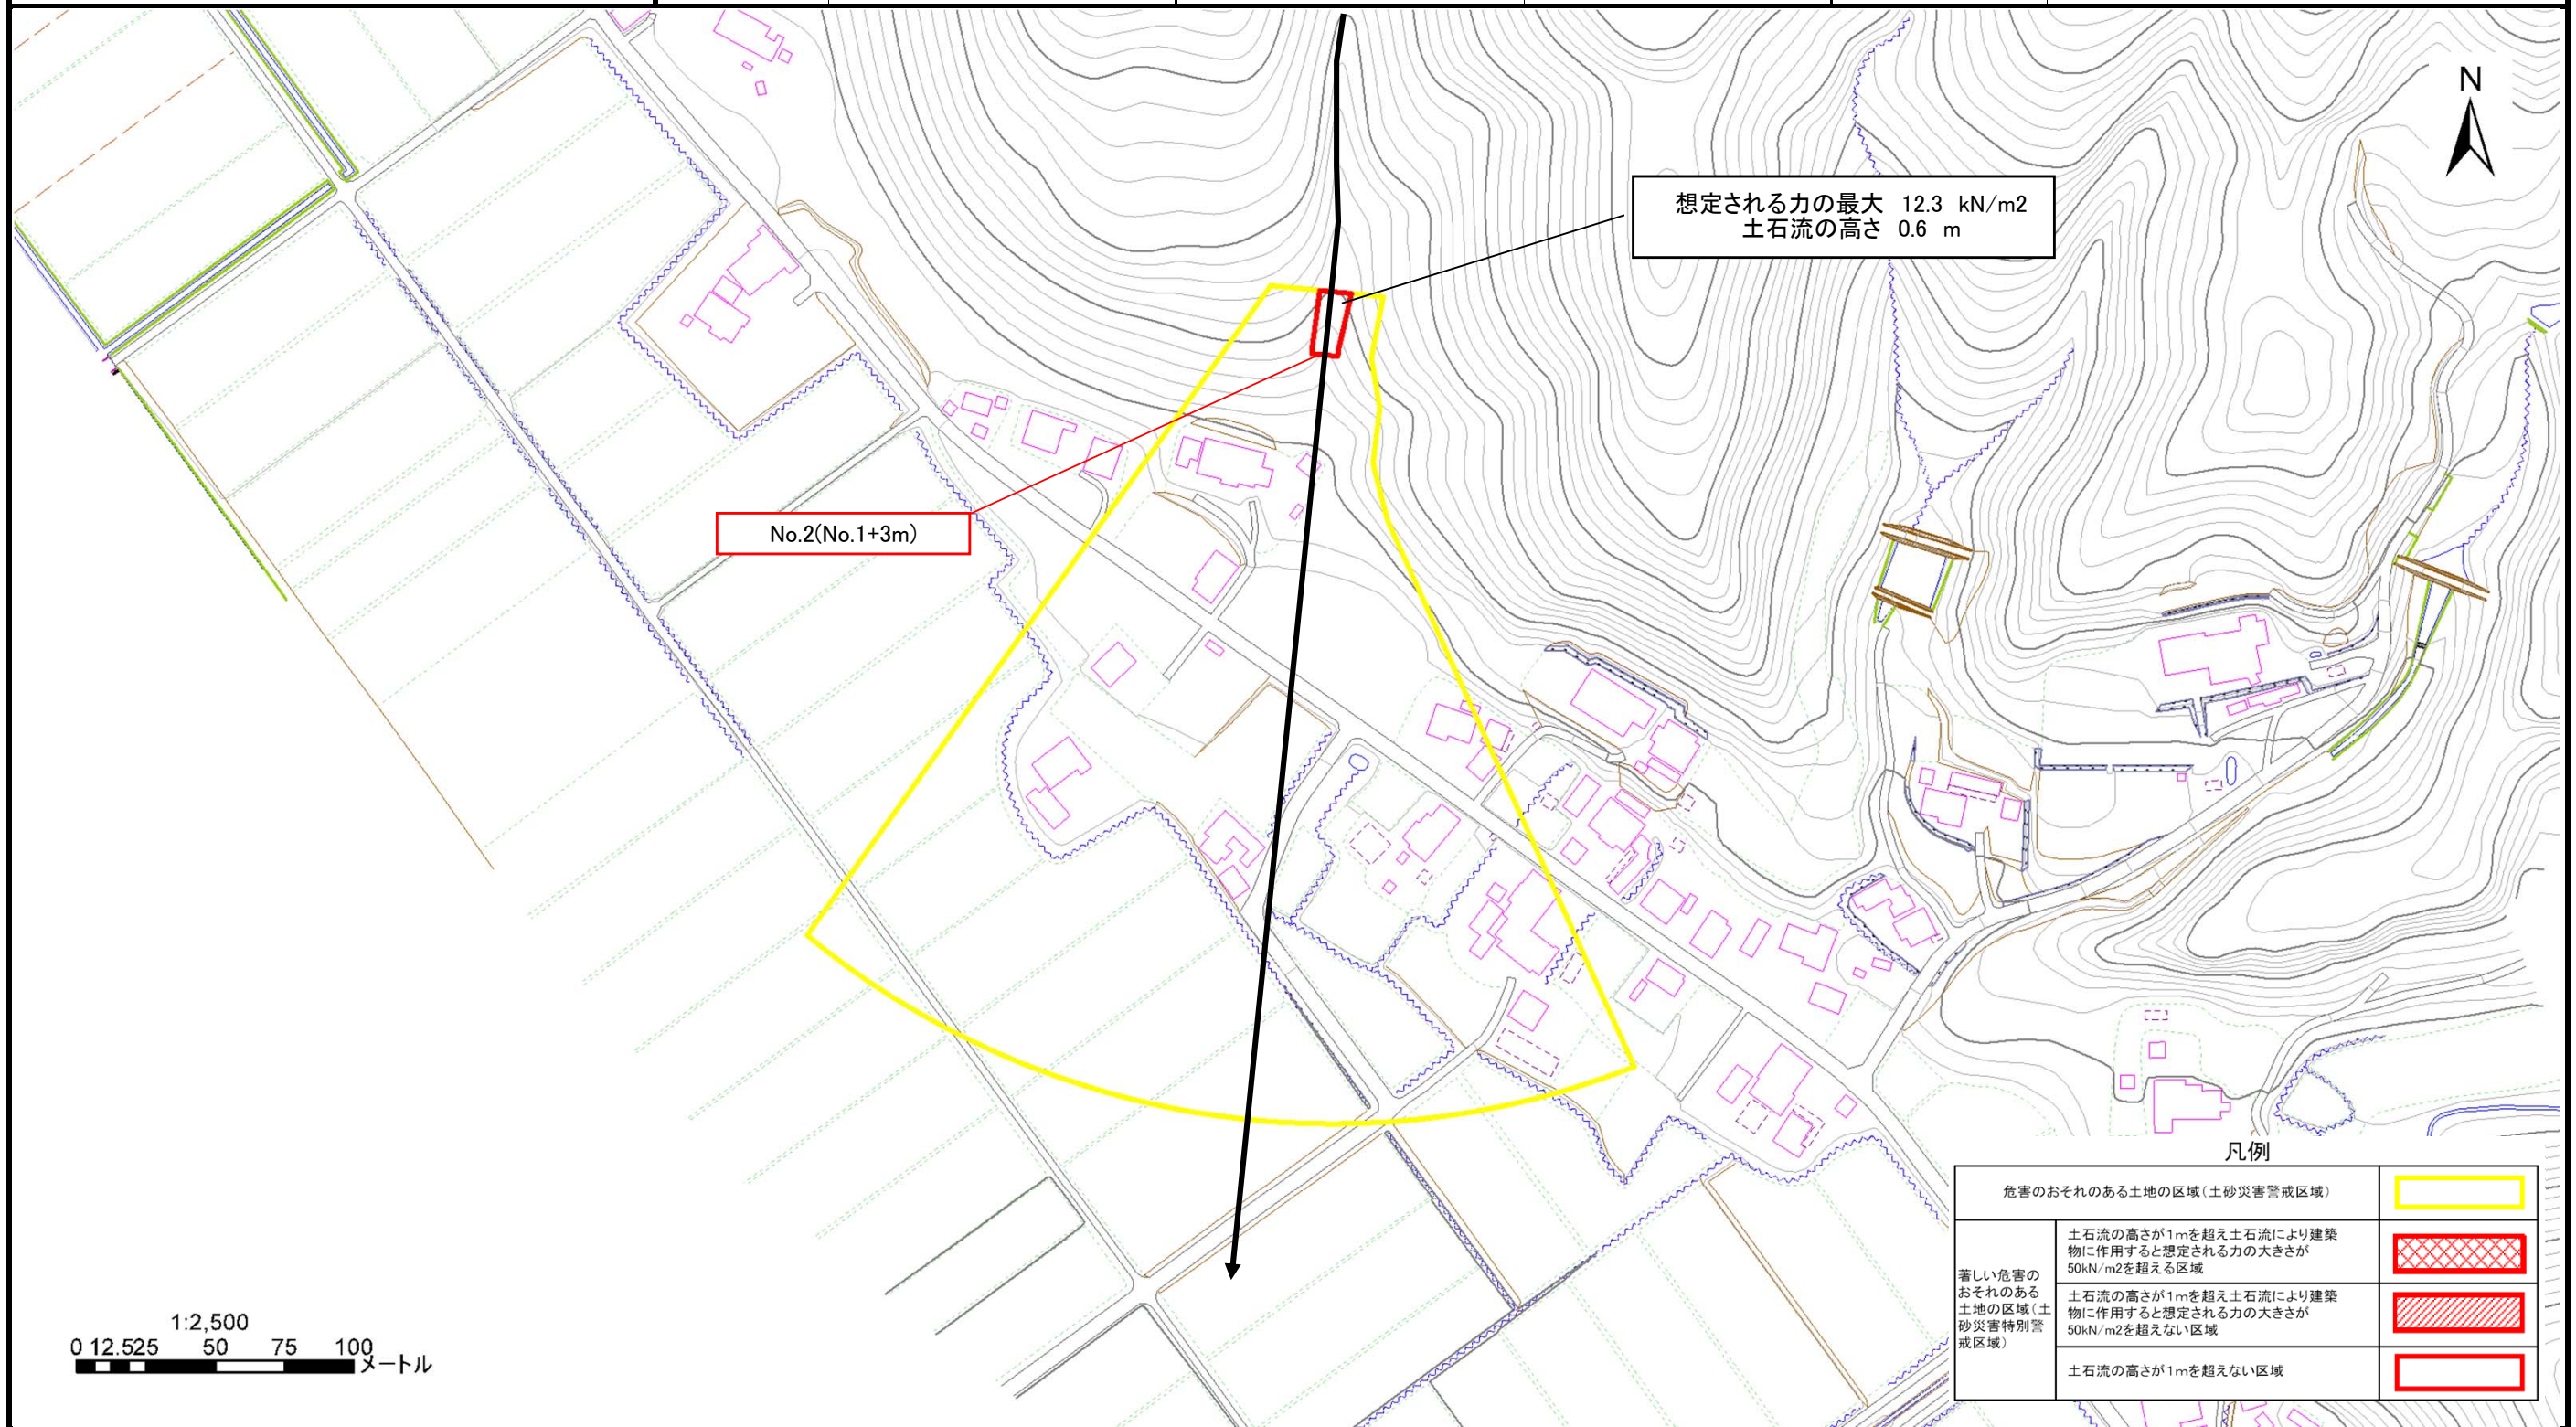 N
想定される力の最大 12.3 kN/m2
土石流の高さ 0.6 m
No.2(No.1+3m)
凡例
危害のおそれのある土地の区域(土砂災害警戒区域)
著しい危害の
おそれのある
土地の区域(土
砂災害特別警
戒区域)
土石流の高さが1mを超え土石流により建築
物に作用すると想定される力の大きさが
50kN/m2を超える区域
土石流の高さが1mを超え土石流により建築
物に作用すると想定される力の大きさが
50kN/m2を超えない区域
土石流の高さが1mを超えない区域
1:2,500
0 12.525 50 75 100
メートル